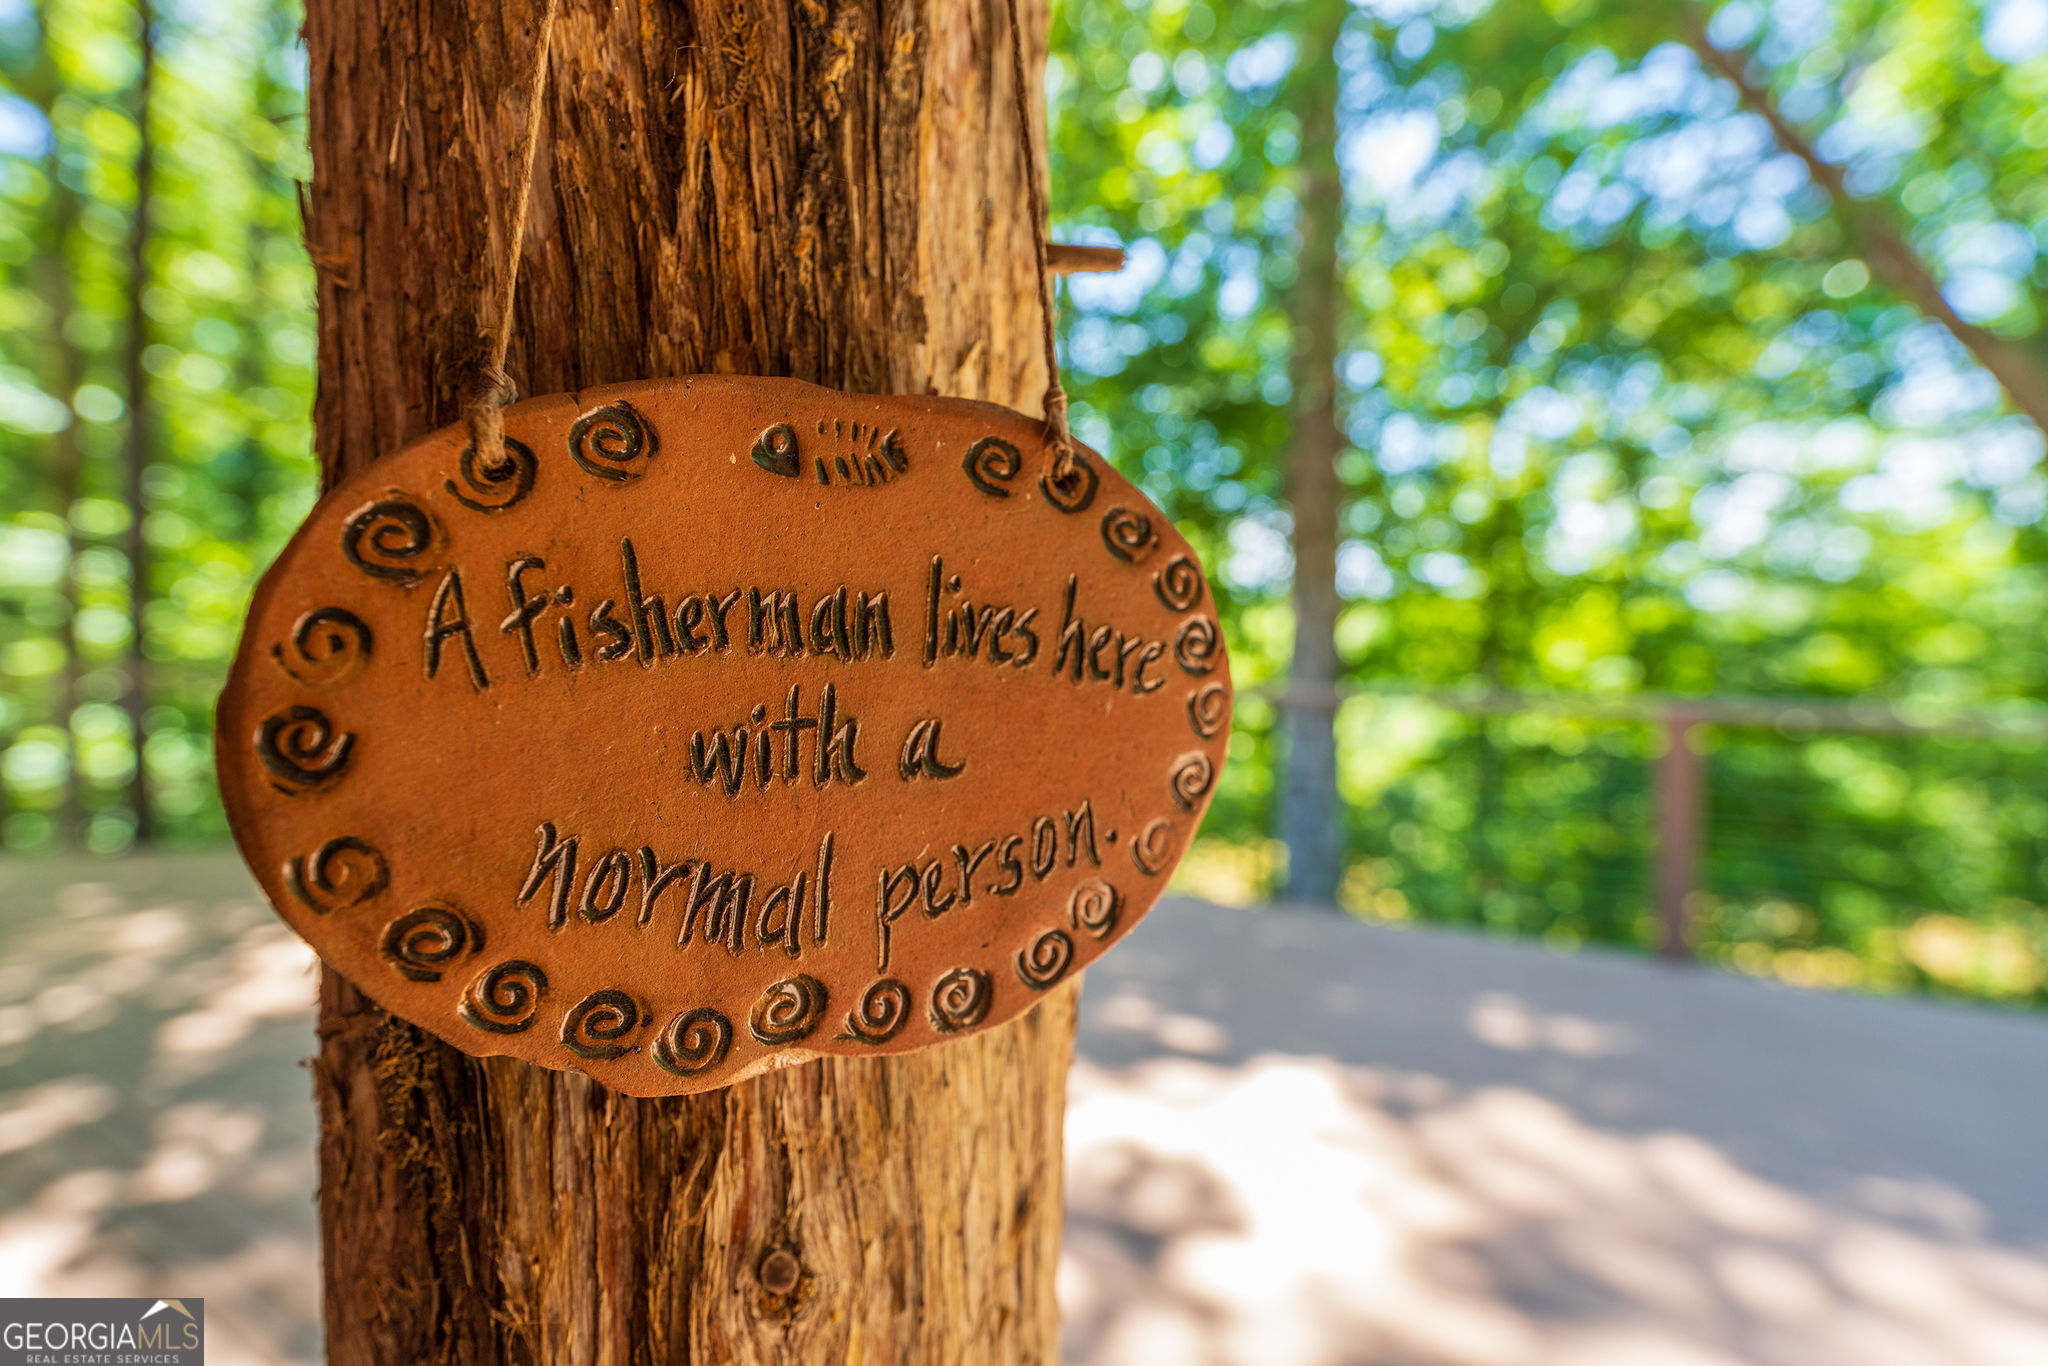 A fisherman lives here
with a
normal person.
GEORGIAMLS
REAL ESTATE SERVICES